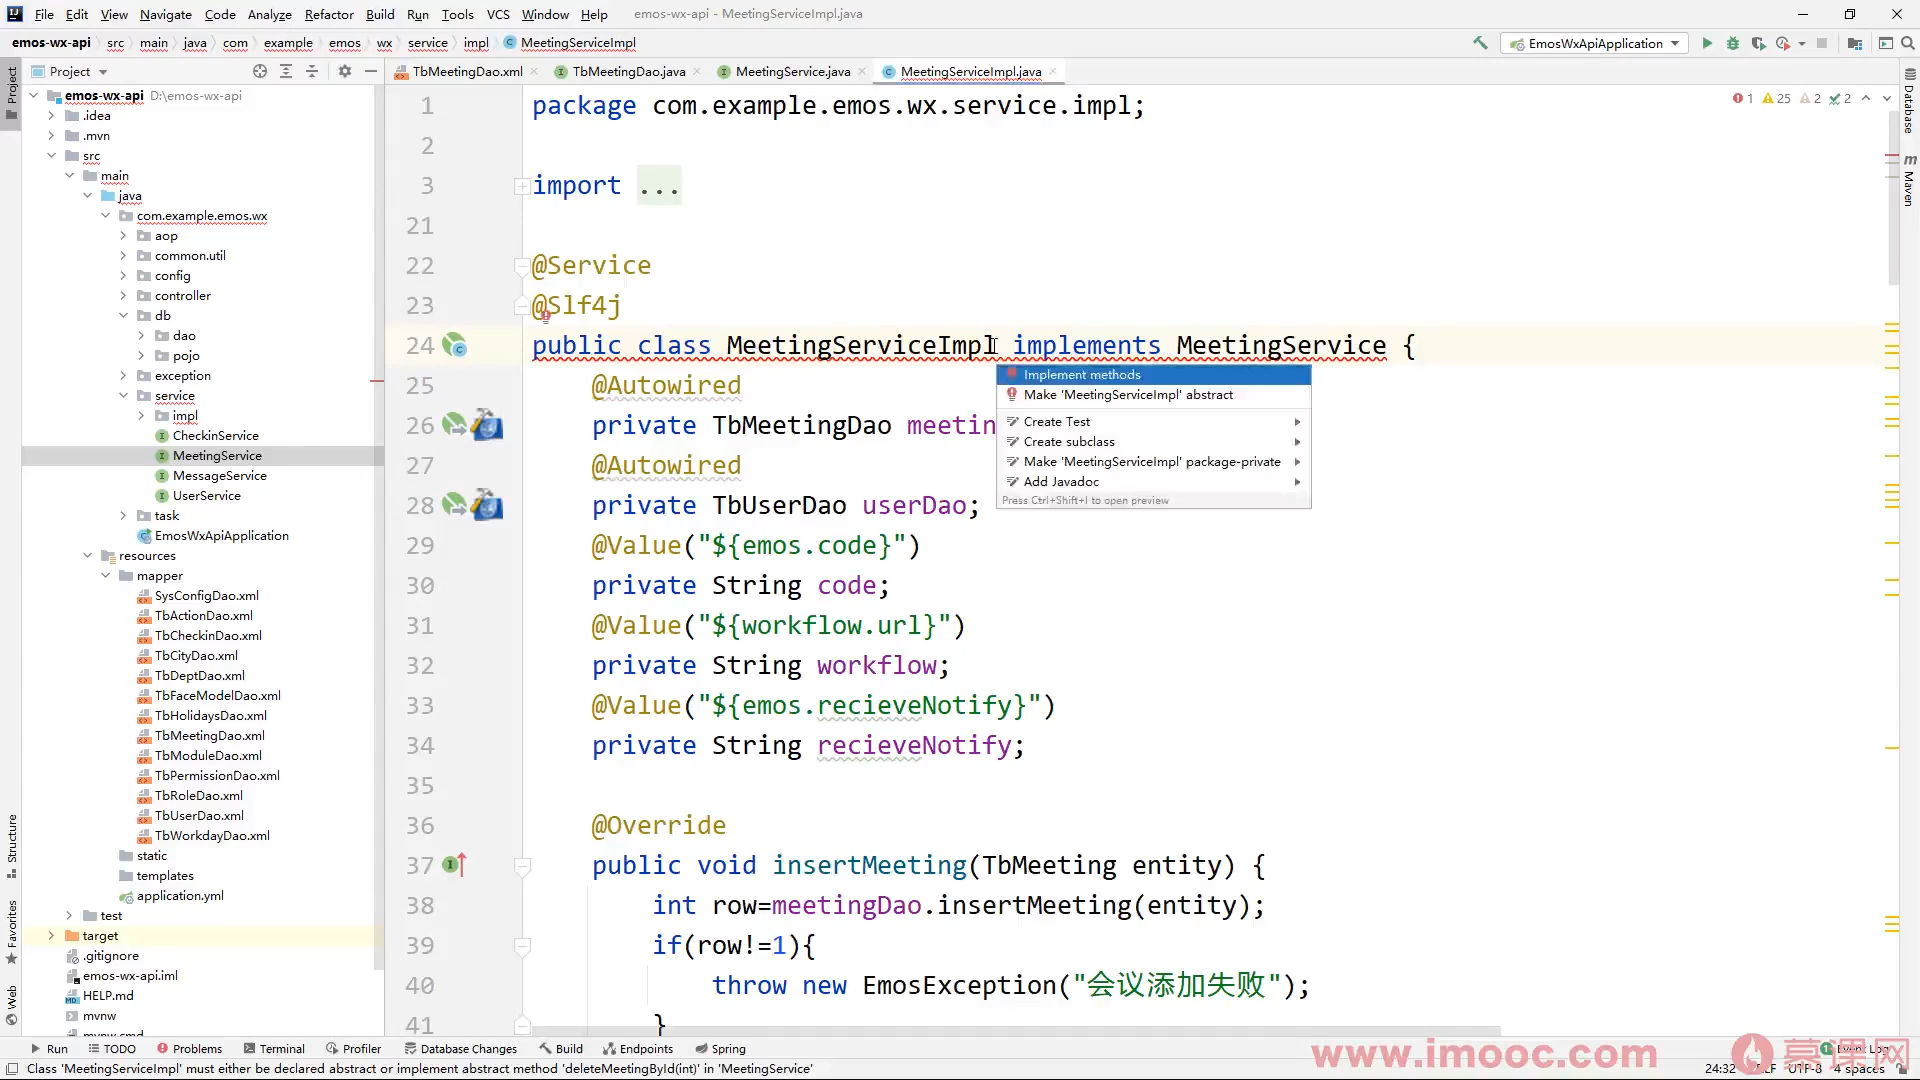 File Edit View Navigate Code Analyze Refactor Build Run Tools VCS Window Help emos-wx-api - MeetingServiceImpl.java
emos-wx-api src main java com example emos wx service impl MeetingServiceImpl EmosWxApiApplication
Project
TbMeetingDao.xml TbMeetingDao.java MeetingService.java MeetingServiceImpl.java
Project
Structure
Favorites
Web
Database
Maven
emos-wx-api D:\emos-wx-api
.idea
.mvn
src
main
java
com.example.emos.wx
aop
common.util
config
controller
db
dao
pojo
exception
service
impl
CheckinService
MeetingService
MessageService
UserService
task
EmosWxApiApplication
resources
mapper
SysConfigDao.xml
TbActionDao.xml
TbCheckinDao.xml
TbCityDao.xml
TbDeptDao.xml
TbFaceModelDao.xml
TbHolidaysDao.xml
TbMeetingDao.xml
TbModuleDao.xml
TbPermissionDao.xml
TbRoleDao.xml
TbUserDao.xml
TbWorkdayDao.xml
static
templates
application.yml
test
target
.gitignore
emos-wx-api.iml
HELP.md
mvnw
mvnw.cmd
1 25 2 2
1 package com.example.emos.wx.service.impl;
2
3 import ...
21
22 @Service
23 @Slf4j
24 public class MeetingServiceImpl implements MeetingService {
25 @Autowired
26 private TbMeetingDao meetin
27 @Autowired
28 private TbUserDao userDao;
29 @Value("${emos.code}")
30 private String code;
31 @Value("${workflow.url}")
32 private String workflow;
33 @Value("${emos.recieveNotify}")
34 private String recieveNotify;
35
36 @Override
37 public void insertMeeting(TbMeeting entity) {
38 int row=meetingDao.insertMeeting(entity);
39 if(row!=1){
40 throw new EmosException("会议添加失败");
41 }
Implement methods
Make 'MeetingServiceImpl' abstract
Create Test
Create subclass
Make 'MeetingServiceImpl' package-private
Add Javadoc
Press Ctrl+Shift+I to open preview
Run TODO Problems Terminal Profiler Database Changes Build Endpoints Spring
www.imooc.com 慕课网
Class 'MeetingServiceImpl' must either be declared abstract or implement abstract method 'deleteMeetingById(int)' in 'MeetingService' 24:32 UTF-8 4 spaces